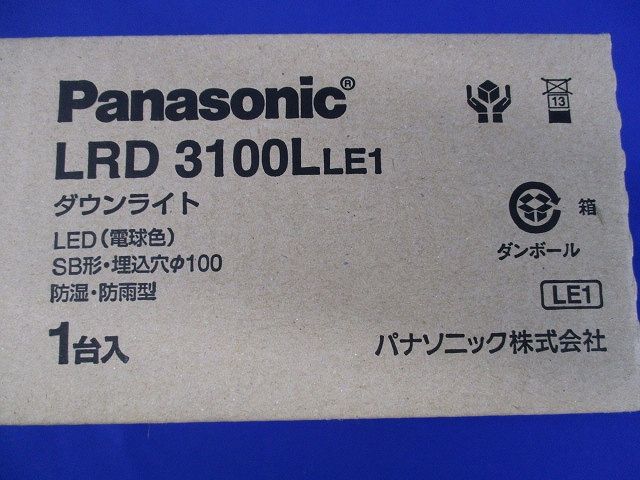 Panasonic®
LRD 3100LLE1
ダウンライト
LED(電球色)
SB形・埋込穴φ100
防湿・防雨型
1台入
13
箱
ダンボール
LE1
パナソニック株式会社